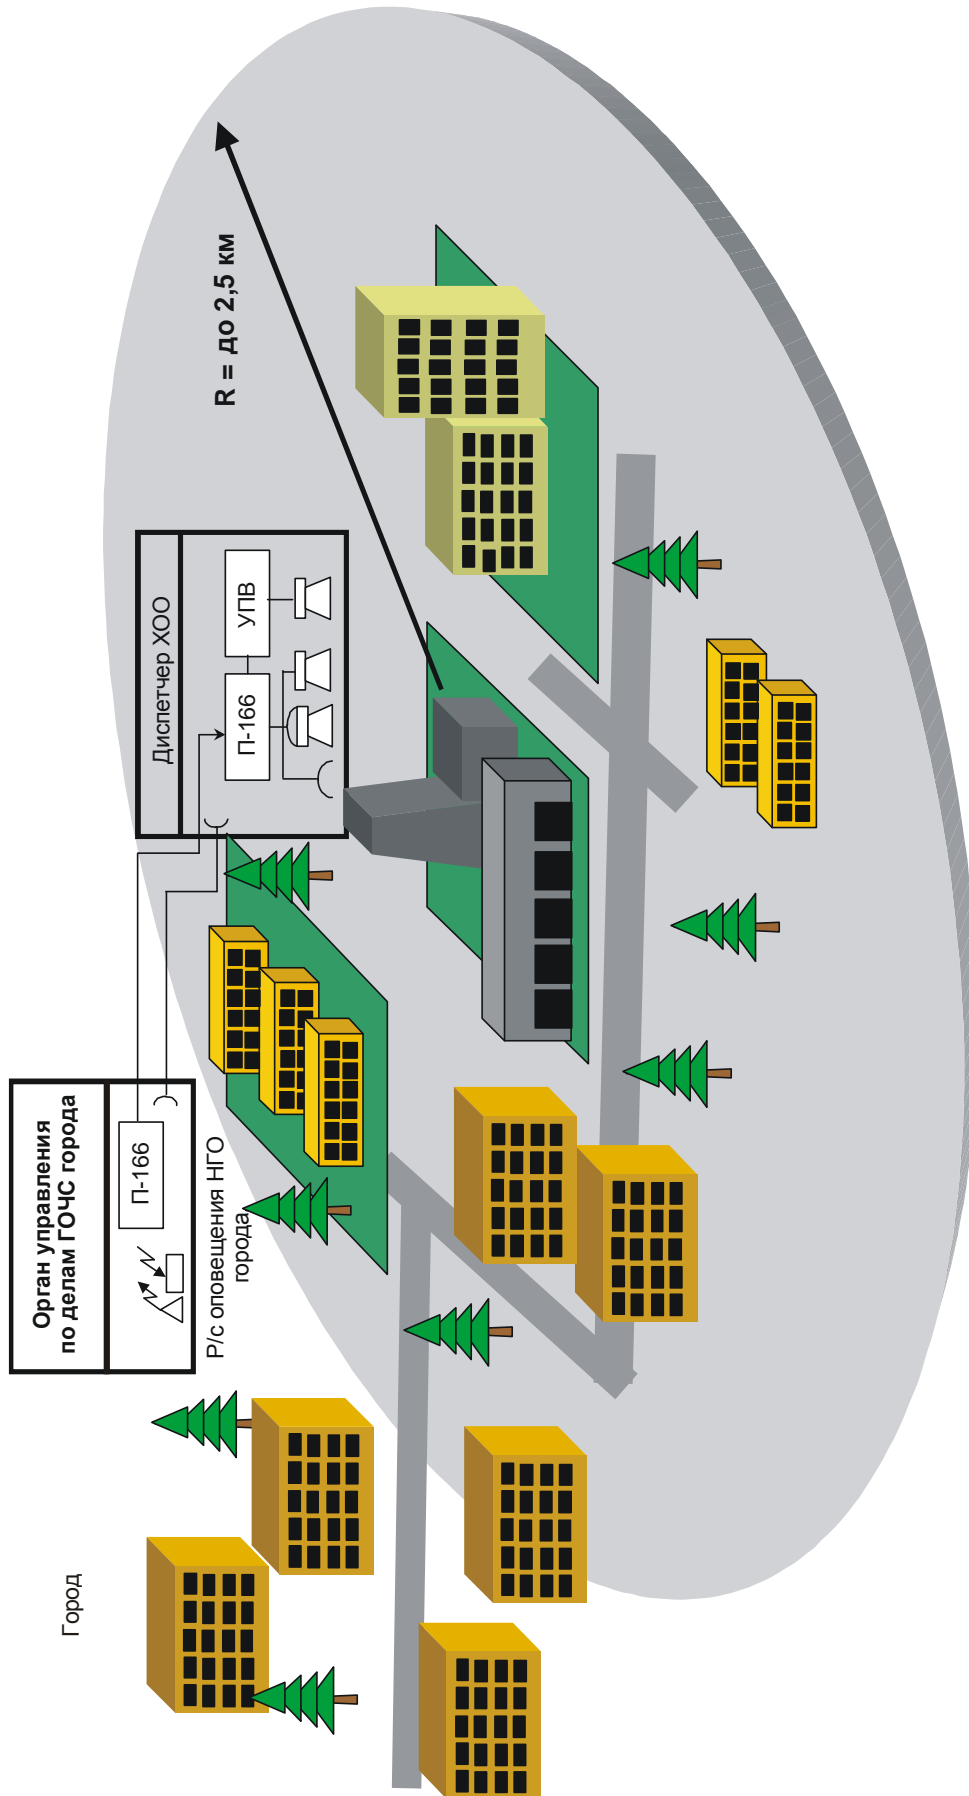 Город
Орган управления
по делам ГОЧС города
П-166
Р/с оповещения НГО
города
Диспетчер ХОО
П-166
УПВ
R = до 2,5 км